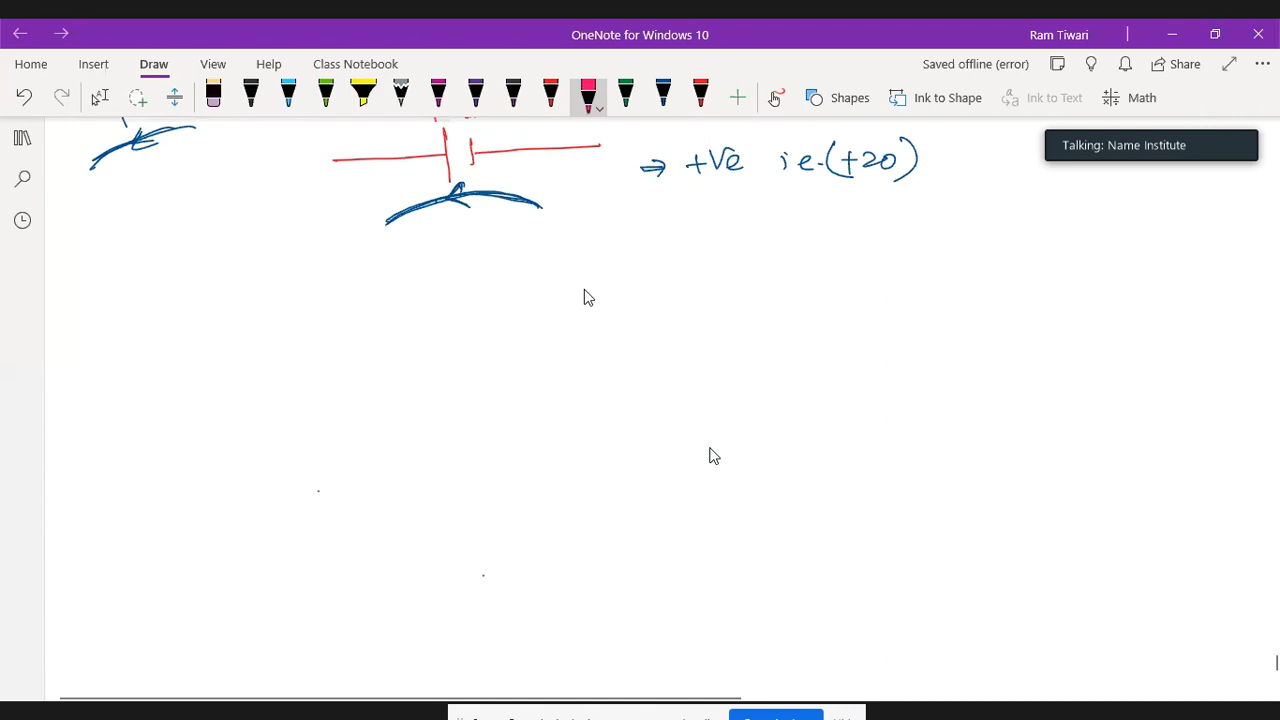 OneNote for Windows 10
Ram Tiwari
Home Insert Draw View Help Class Notebook
Saved offline (error) Share
Shapes Ink to Shape Ink to Text Math
Talking: Name Institute
⇒ +Ve i.e. (+20)